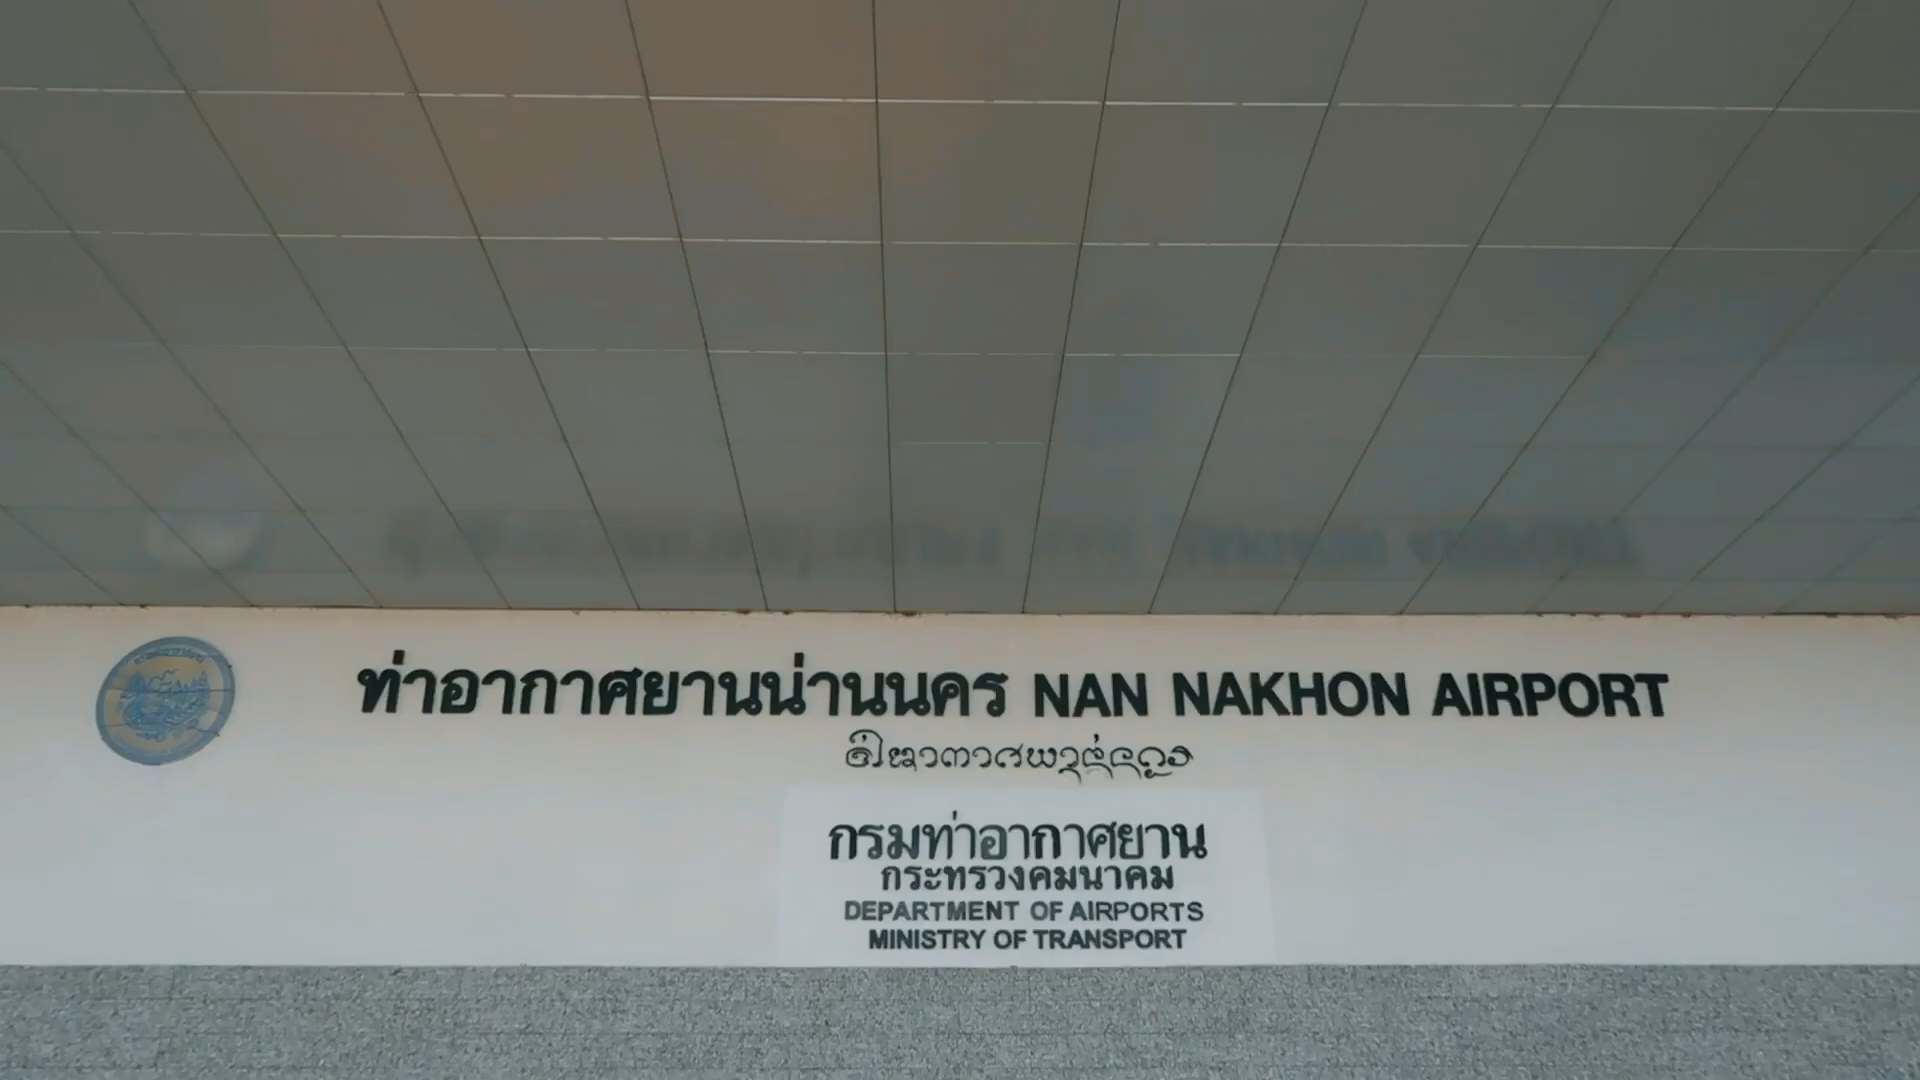 ท่าอากาศยานน่านนคร NAN NAKHON AIRPORT
กรมท่าอากาศยาน
กระทรวงคมนาคม
DEPARTMENT OF AIRPORTS
MINISTRY OF TRANSPORT